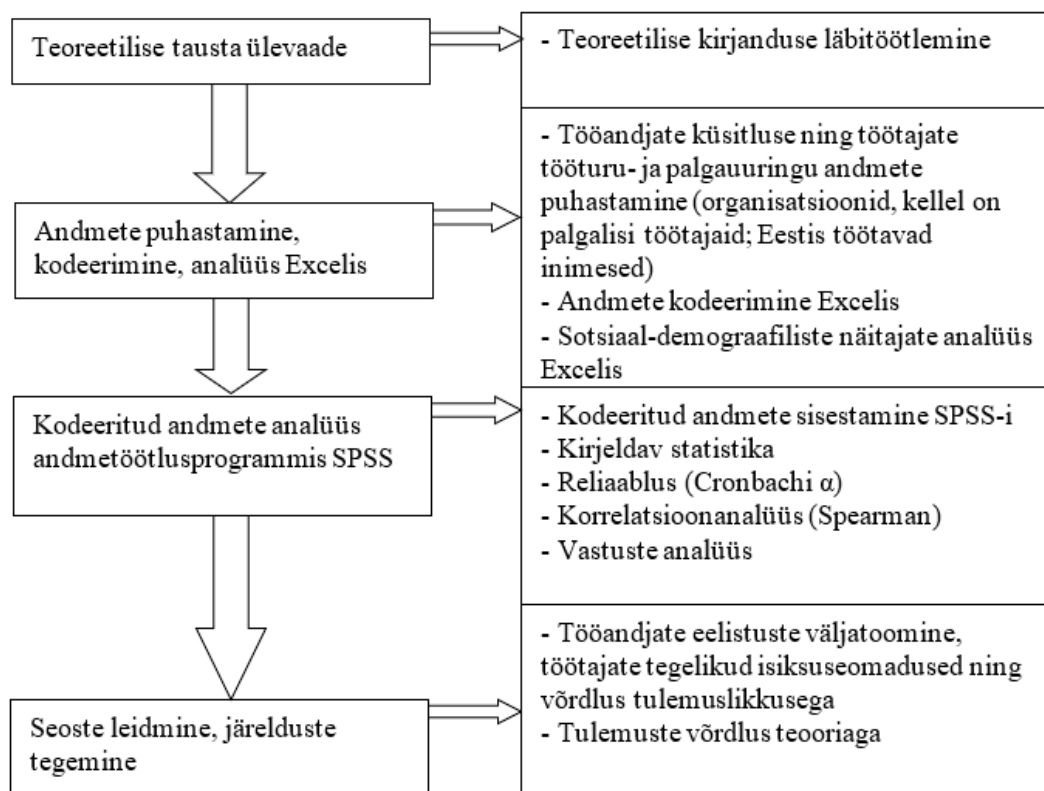 Teoreetilise tausta ülevaade
- Teoreetilise kirjanduse läbitöötlemine
Andmete puhastamine,
kodeerimine, analüüs Excelis
- Tööandjate küsitluse ning töötajate
tööturu- ja palgauuringu andmete
puhastamine (organisatsioonid, kellel on
palgalisi töötajaid; Eestis töötavad
inimesed)
- Andmete kodeerimine Excelis
- Sotsiaal-demograafiliste näitajate analüüs
Excelis
Kodeeritud andmete analüüs
andmetöötlusprogrammis SPSS
- Kodeeritud andmete sisestamine SPSS-i
- Kirjeldav statistika
- Reliaablus (Cronbachi α)
- Korrelatsioonanalüüs (Spearman)
- Vastuste analüüs
Seoste leidmine, järelduste
tegemine
- Tööandjate eelistuste väljatoomine,
töötajate tegelikud isiksuseomadused ning
võrdlus tulemuslikkusega
- Tulemuste võrdlus teooriaga